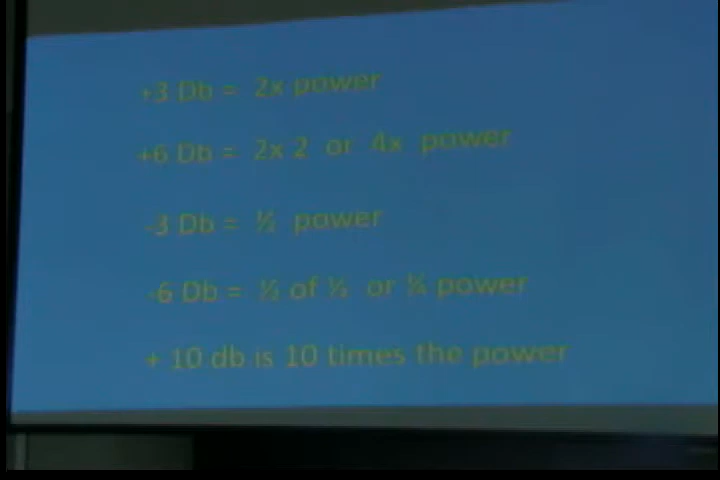 +3 Db = 2x power
+6 Db = 2x 2 or 4x power
-3 Db = ½ power
-6 Db = ½ of ½ or ¼ power
+ 10 db is 10 times the power